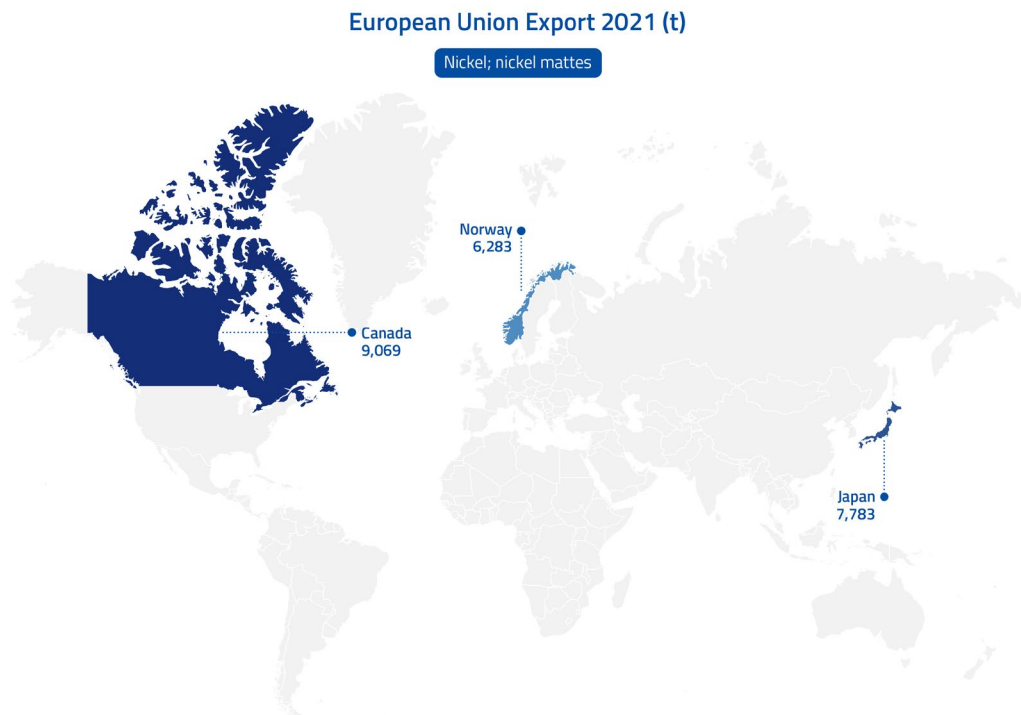 European Union Export 2021 (t)
Nickel; nickel mattes
Norway
6,283
Canada
9,069
Japan
7,783